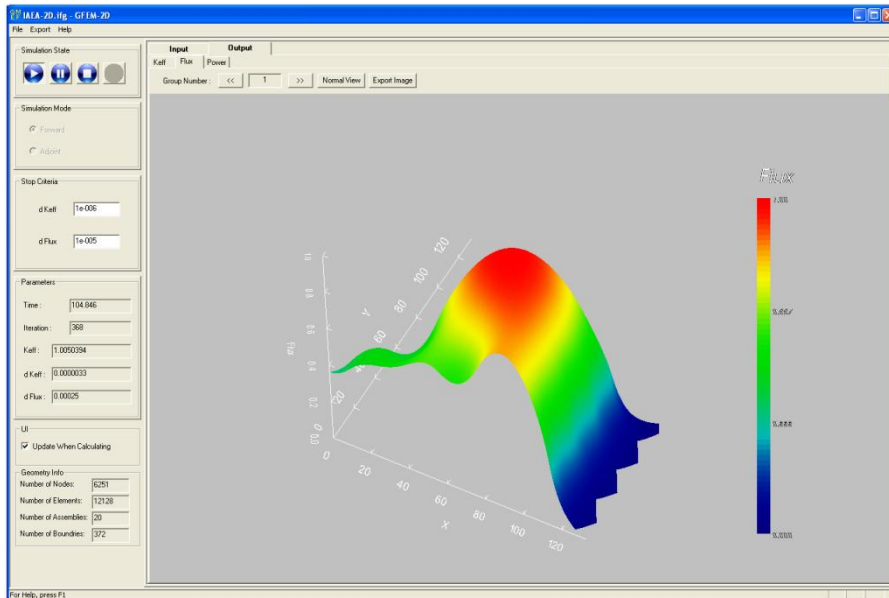 IAEA-2D.ifg - GFEM-2D
File Export Help
Simulation State
Simulation Mode
Forward
Adjoint
Stop Criteria
d Keff 1e-006
d Flux 1e-005
Parameters
Time : 104.846
Iteration : 368
Keff : 1.0050394
d Keff : 0.0000033
d Flux : 0.00025
UI
Update When Calculating
Geometry Info
Number of Nodes: 6251
Number of Elements: 12128
Number of Assemblies: 20
Number of Boundries: 372
For Help, press F1
Input Output
Keff Flux Power
Group Number : << 1 >> Normal View Export Image
Flux
1.0
0.8
0.6
0.4
0.2
0.0
Flux
Y
0
20
40
60
80
100
120
0
20
40
60
80
100
120
X